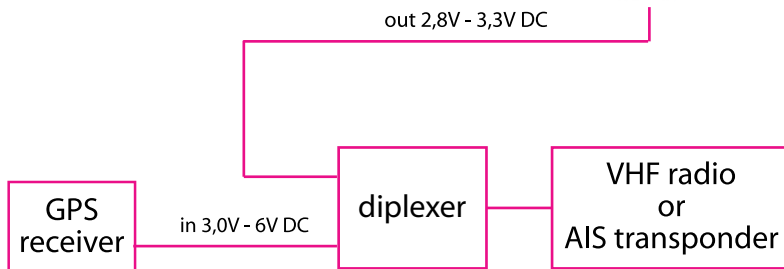 out 2,8V - 3,3V DC
GPS
receiver
in 3,0V - 6V DC
diplexer
VHF radio
or
AIS transponder